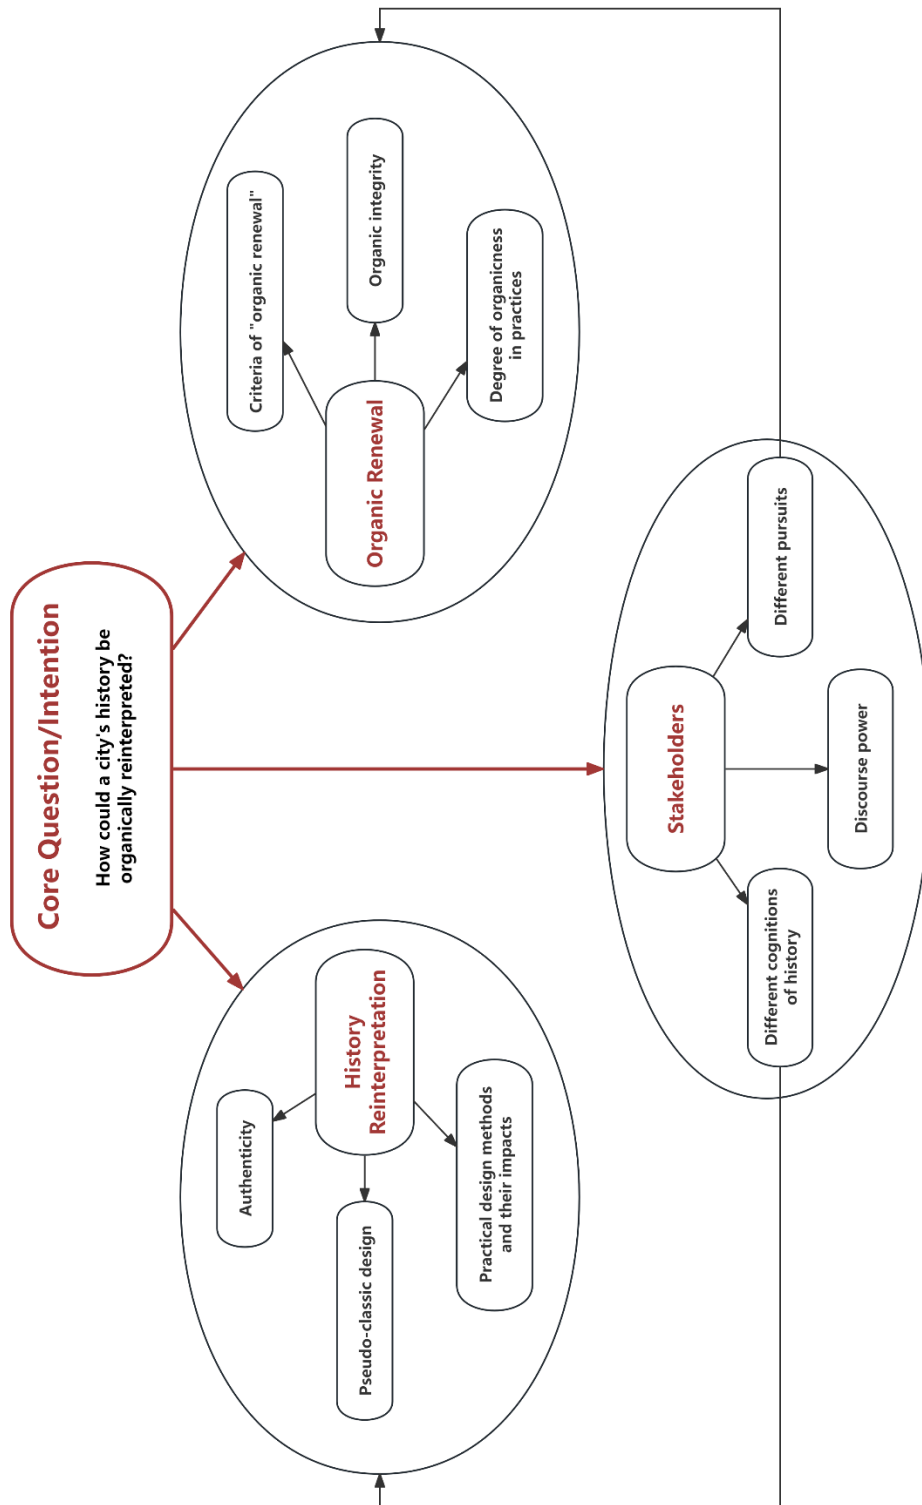 Core Question/Intention
How could a city's history be
organically reinterpreted?
History
Reinterpretation
Authenticity
Pseudo-classic design
Practical design methods
and their impacts
Organic Renewal
Criteria of "organic renewal"
Organic integrity
Degree of organicness
in practices
Stakeholders
Different cognitions
of history
Discourse power
Different pursuits